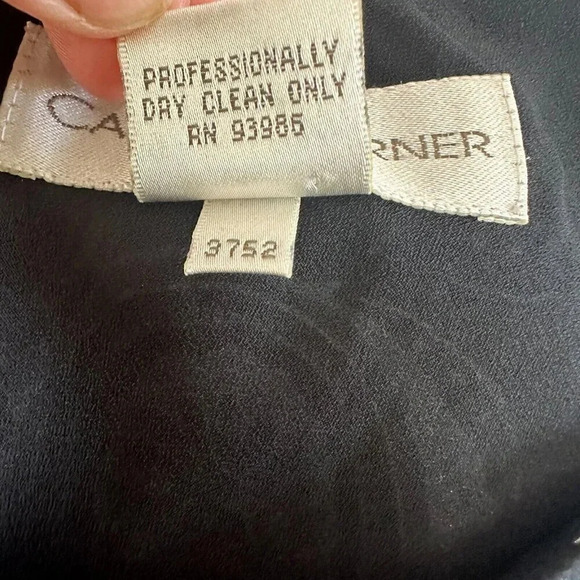 PROFESSIONALLY
DRY CLEAN ONLY
RN 93985
CA RNER
3752